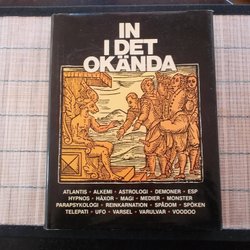 IN
I DET
OKÄNDA
ATLANTIS • ALKEMI • ASTROLOGI • DEMONER • ESP
HYPNOS • HÄXOR • MAGI • MEDIER • MONSTER
PARAPSYKOLOGI • REINKARNATION • SPÅDOM • SPÖKEN
TELEPATI • UFO • VARSEL • VARULVAR • VOODOO